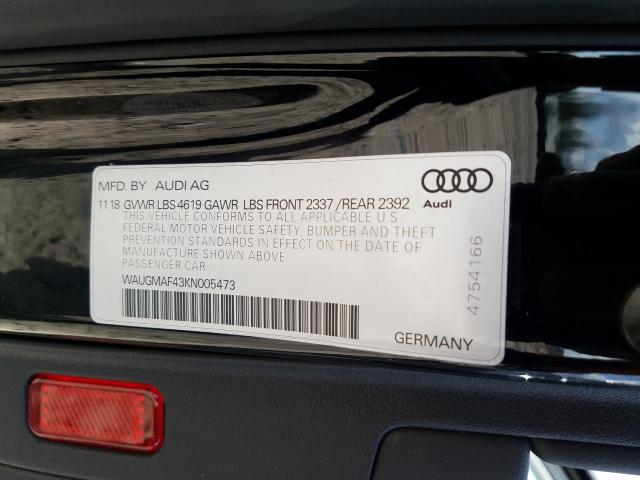 MFD. BY AUDI AG
Audi
11 18 GVWR LBS 4619 GAWR LBS FRONT 2337 /REAR 2392
THIS VEHICLE CONFORMS TO ALL APPLICABLE U.S.
FEDERAL MOTOR VEHICLE SAFETY, BUMPER AND THEFT
PREVENTION STANDARDS IN EFFECT ON THE DATE OF
MANUFACTURE SHOWN ABOVE
PASSENGER CAR
WAUGMAF43KN005473
4754166
GERMANY